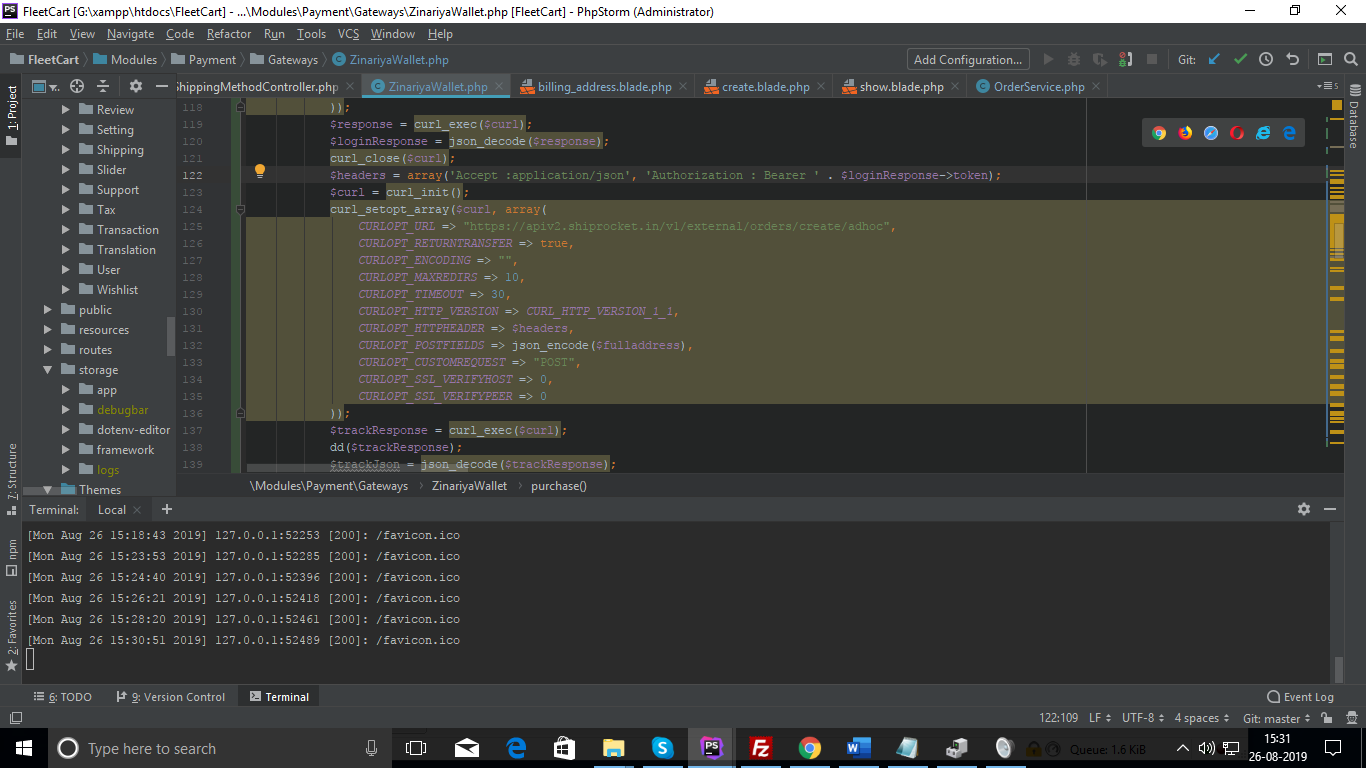 FleetCart [G:\xampp\htdocs\FleetCart] - ...\Modules\Payment\Gateways\ZinariyaWallet.php [FleetCart] - PhpStorm (Administrator)
File Edit View Navigate Code Refactor Run Tools VCS Window Help
FleetCart Modules Payment Gateways ZinariyaWallet.php Add Configuration... Git:
ShippingMethodController.php ZinariyaWallet.php billing_address.blade.php create.blade.php show.blade.php OrderService.php
1: Project
Database
Review
Setting
Shipping
Slider
Support
Tax
Transaction
Translation
User
Wishlist
public
resources
routes
storage
app
debugbar
dotenv-editor
framework
logs
Themes
118 ));
119 $response = curl_exec($curl);
120 $loginResponse = json_decode($response);
121 curl_close($curl);
122 $headers = array('Accept :application/json', 'Authorization : Bearer ' . $loginResponse->token);
123 $curl = curl_init();
124 curl_setopt_array($curl, array(
125 CURLOPT_URL => "https://apiv2.shiprocket.in/v1/external/orders/create/adhoc",
126 CURLOPT_RETURNTRANSFER => true,
127 CURLOPT_ENCODING => "",
128 CURLOPT_MAXREDIRS => 10,
129 CURLOPT_TIMEOUT => 30,
130 CURLOPT_HTTP_VERSION => CURL_HTTP_VERSION_1_1,
131 CURLOPT_HTTPHEADER => $headers,
132 CURLOPT_POSTFIELDS => json_encode($fulladdress),
133 CURLOPT_CUSTOMREQUEST => "POST",
134 CURLOPT_SSL_VERIFYHOST => 0,
135 CURLOPT_SSL_VERIFYPEER => 0
136 ));
137 $trackResponse = curl_exec($curl);
138 dd($trackResponse);
139 $trackJson = json_decode($trackResponse);
\Modules\Payment\Gateways ZinariyaWallet purchase()
Terminal: Local
7: Structure
npm
2: Favorites
[Mon Aug 26 15:18:43 2019] 127.0.0.1:52253 [200]: /favicon.ico
[Mon Aug 26 15:23:53 2019] 127.0.0.1:52285 [200]: /favicon.ico
[Mon Aug 26 15:24:40 2019] 127.0.0.1:52396 [200]: /favicon.ico
[Mon Aug 26 15:26:21 2019] 127.0.0.1:52418 [200]: /favicon.ico
[Mon Aug 26 15:28:20 2019] 127.0.0.1:52461 [200]: /favicon.ico
[Mon Aug 26 15:30:51 2019] 127.0.0.1:52489 [200]: /favicon.ico
6: TODO 9: Version Control Terminal Event Log
122:109 LF UTF-8 4 spaces Git: master
Type here to search Queue: 1.6 KiB 15:31
26-08-2019